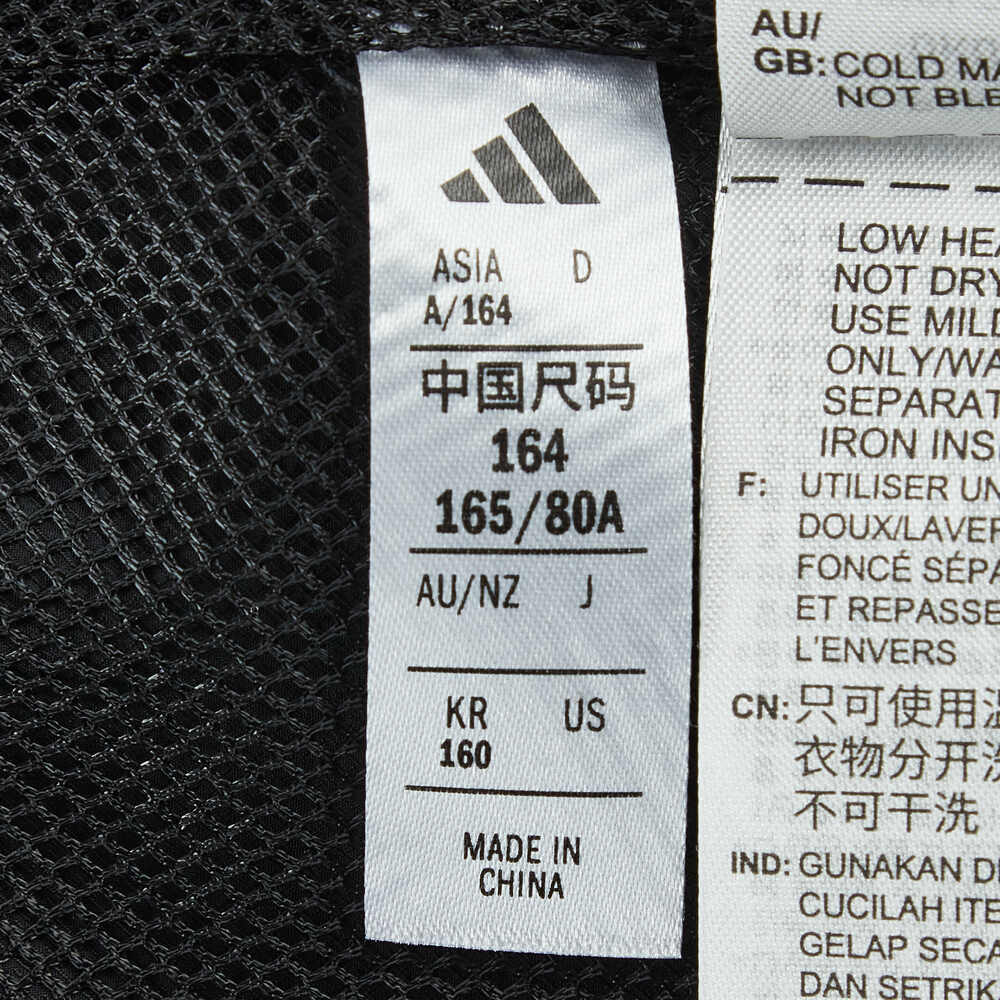 ASIA D
A/164
中国尺码
164
165/80A
AU/NZ J
KR US
160
MADE IN
CHINA
AU/
GB: COLD MA
NOT BLE
LOW HEA
NOT DRY
USE MILD
ONLY/WA
SEPARAT
IRON INS
F: UTILISER UN
DOUX/LAVER
FONCÉ SÉPA
ET REPASSE
L'ENVERS
CN: 只可使用温
衣物分开洗
不可干洗
IND: GUNAKAN DE
CUCILAH ITE
GELAP SECA
DAN SETRIK